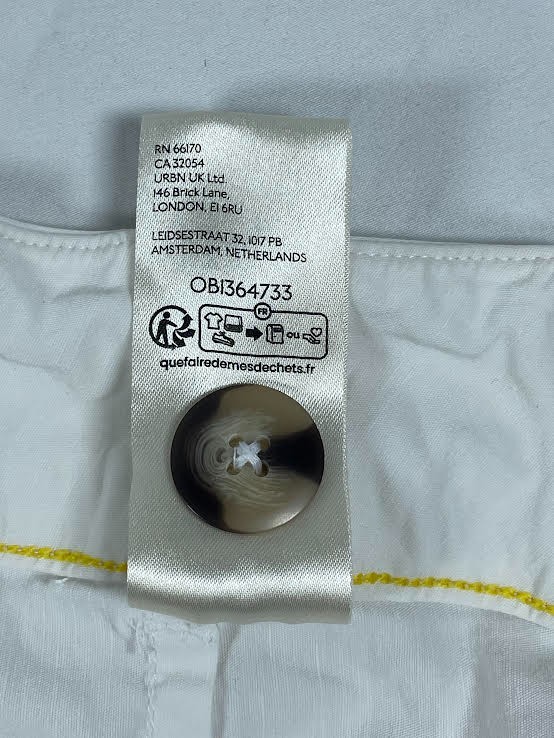 RN 66170
CA 32054
URBN UK Ltd.
146 Brick Lane,
LONDON, E1 6RU
LEIDSESTRAAT 32, 1017 PB
AMSTERDAM, NETHERLANDS
OB1364733
FR
ou
quefairedemesdechets.fr